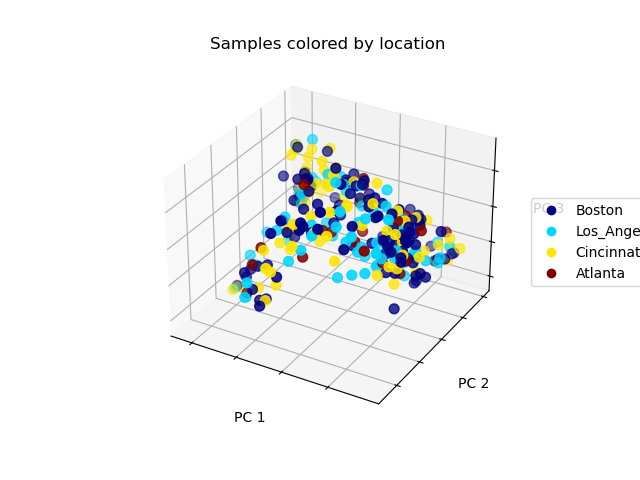 Samples colored by location
PC 3
Boston
Los_Ange
Cincinnat
Atlanta
PC 2
PC 1